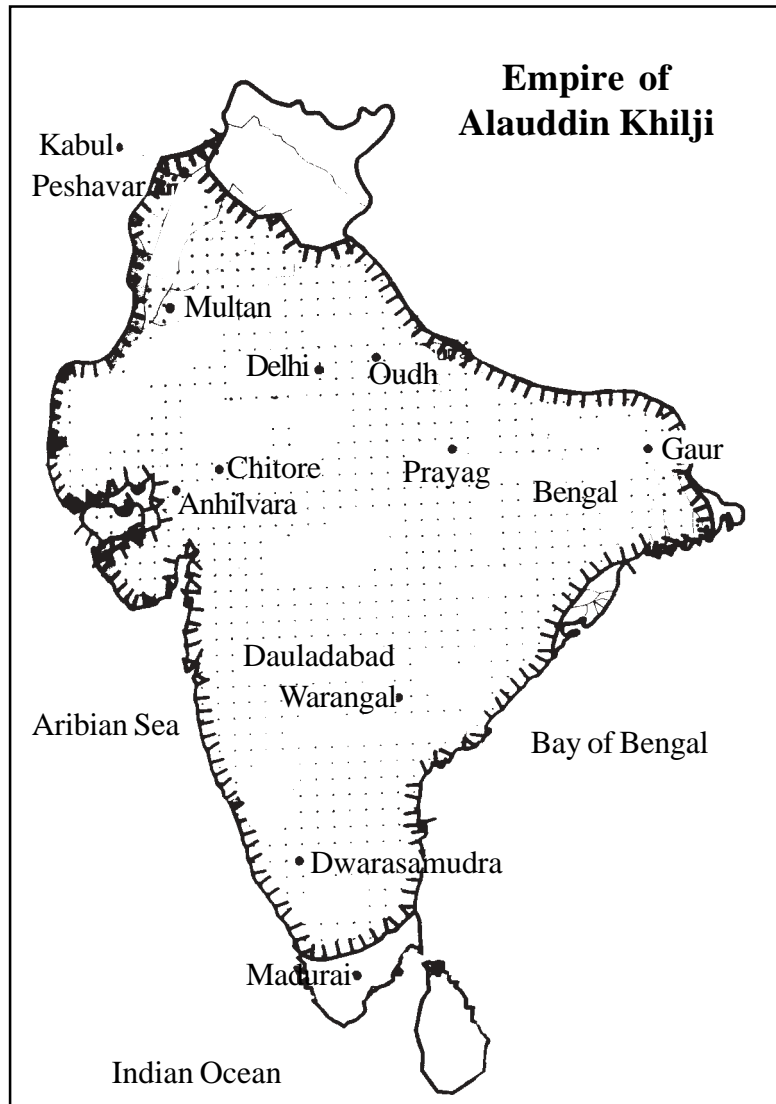 Empire of
Alauddin Khilji
Kabul
Peshavar
Multan
Delhi
Oudh
Chitore
Prayag
Gaur
Anhilvara
Bengal
Dauladabad
Warangal
Aribian Sea
Bay of Bengal
Dwarasamudra
Madurai
Indian Ocean